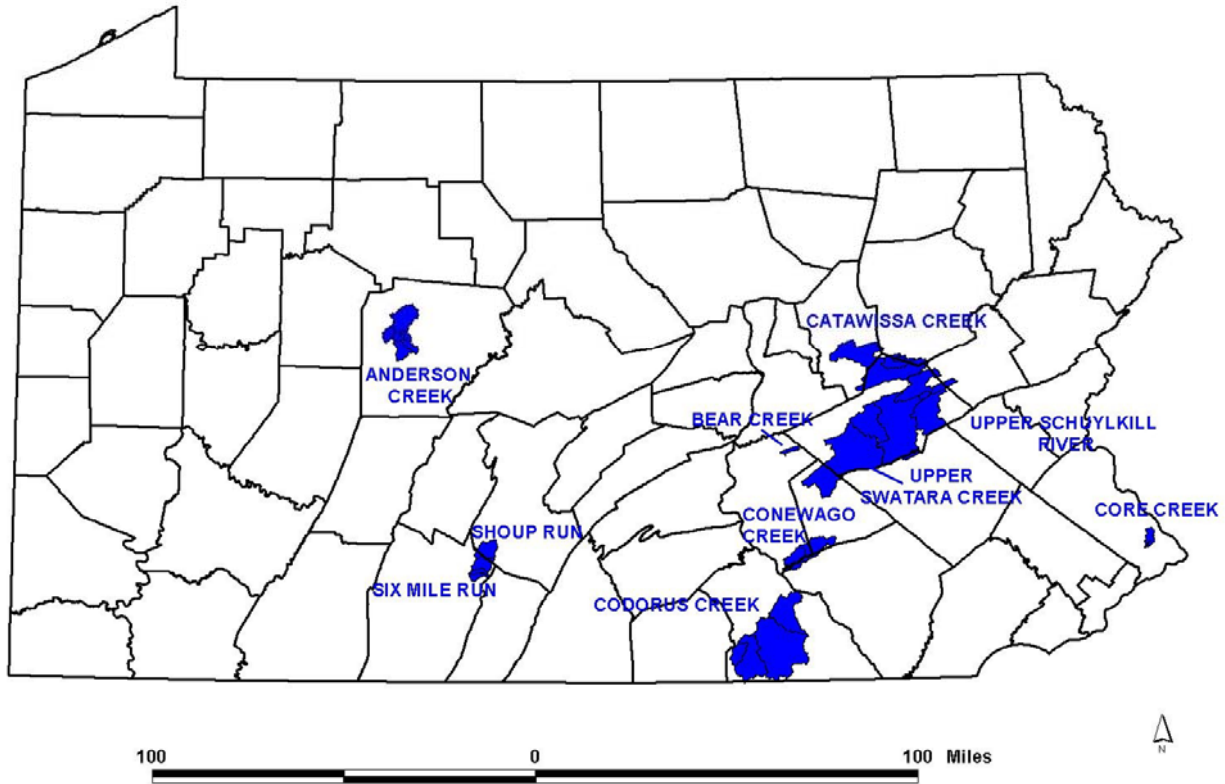 CATAWISSA CREEK
ANDERSON
CREEK
BEAR CREEK
UPPER SCHUYLKILL
RIVER
UPPER
SWATARA CREEK
CONEWAGO
CREEK
CORE CREEK
SHOUP RUN
SIX MILE RUN
CODORUS CREEK
N
100 0 100 Miles